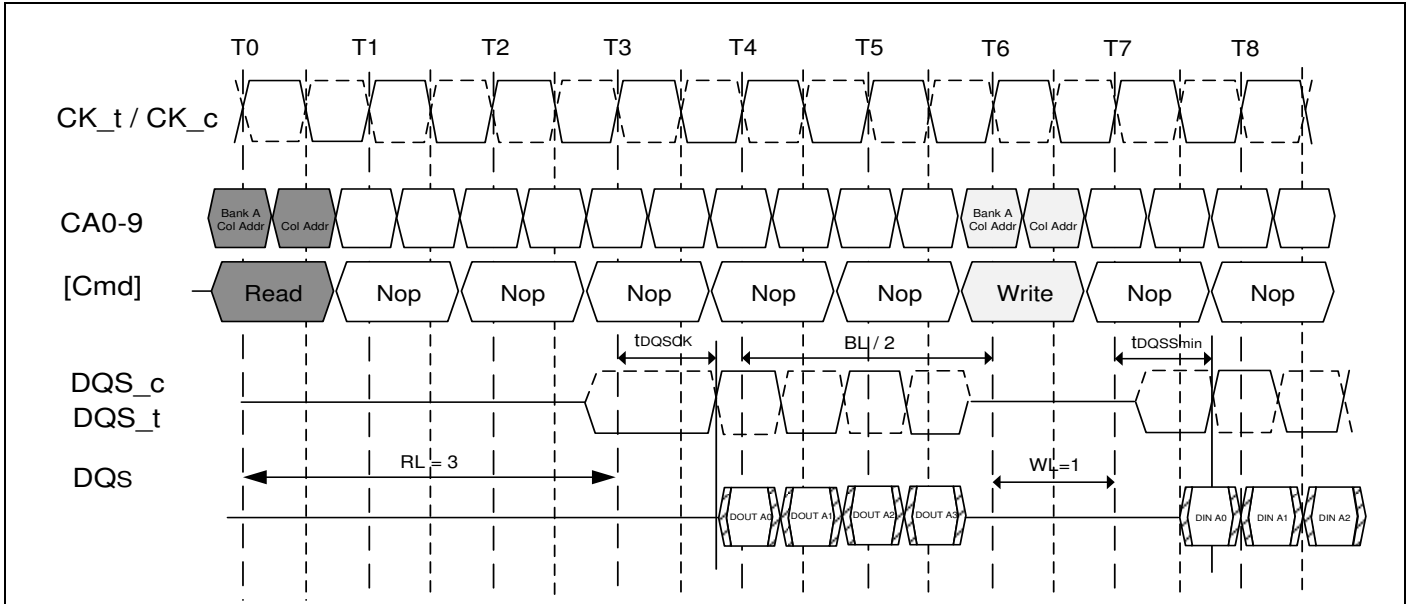 T0 T1 T2 T3 T4 T5 T6 T7 T8
CK_t / CK_c
CA0-9
Bank A
Col Addr
Col Addr
Bank A
Col Addr
Col Addr
[Cmd]
Read Nop Nop Nop Nop Nop Write Nop Nop
tDQSCK BL / 2 tDQSSmin
DQS_c
DQS_t
RL = 3 WL=1
DQs
DOUT A0 DOUT A1 DOUT A2 DOUT A3 DIN A0 DIN A1 DIN A2